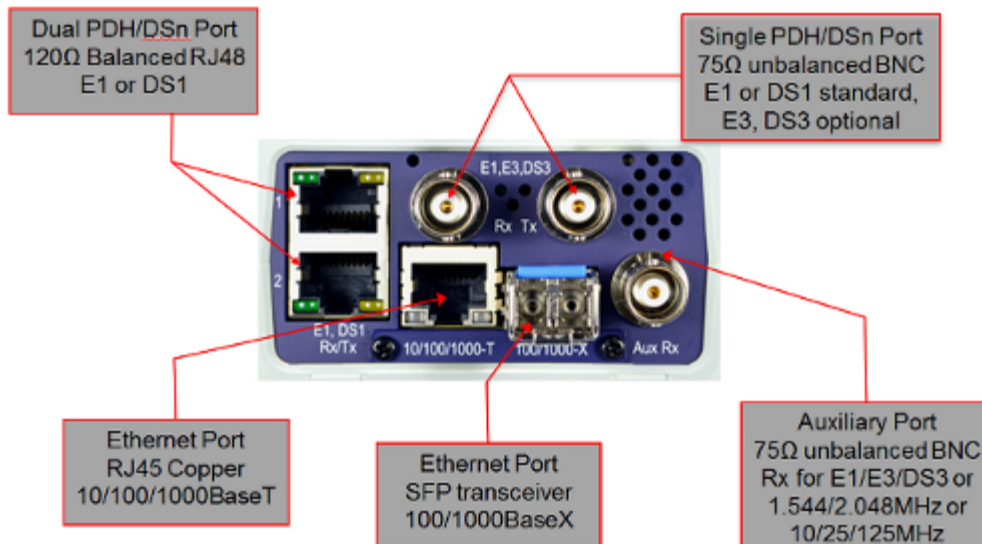 Dual PDH/DSn Port
120Ω Balanced RJ48
E1 or DS1
Single PDH/DSn Port
75Ω unbalanced BNC
E1 or DS1 standard,
E3, DS3 optional
E1,E3,DS3
1
Rx Tx
2
E1, DS1
Rx/Tx
10/100/1000-T
100/1000-X
Aux Rx
Ethernet Port
RJ45 Copper
10/100/1000BaseT
Ethernet Port
SFP transceiver
100/1000BaseX
Auxiliary Port
75Ω unbalanced BNC
Rx for E1/E3/DS3 or
1.544/2.048MHz or
10/25/125MHz